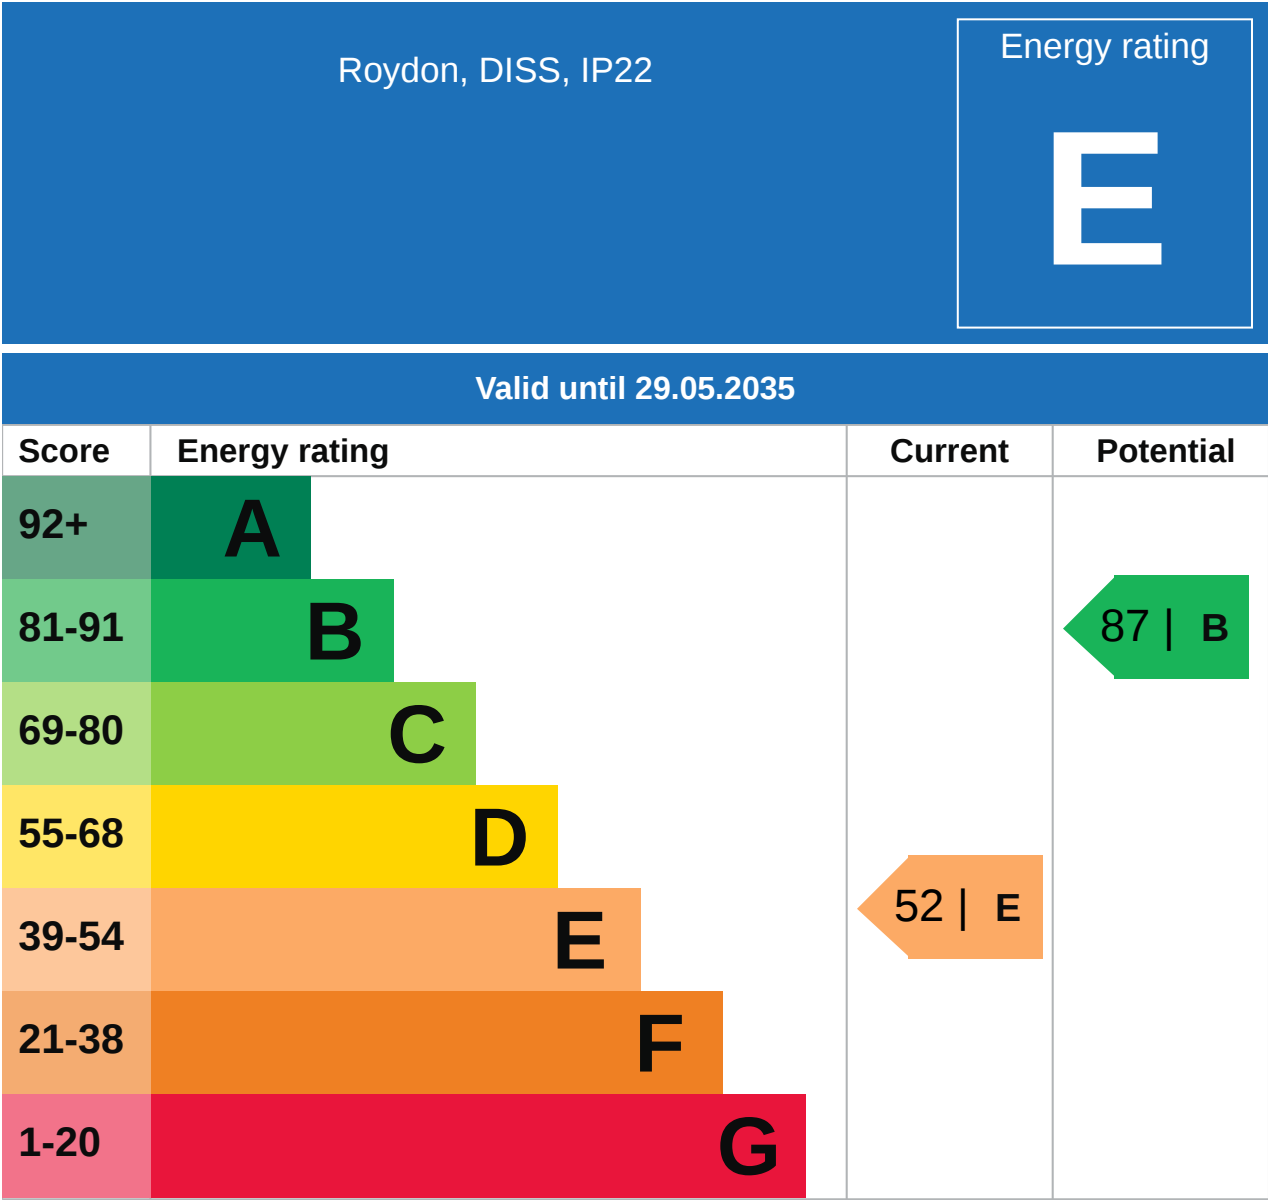 Roydon, DISS, IP22
Energy rating
E
Valid until 29.05.2035
Score Energy rating Current Potential
92+ A
81-91 B 87 | B
69-80 C
55-68 D
39-54 E 52 | E
21-38 F
1-20 G